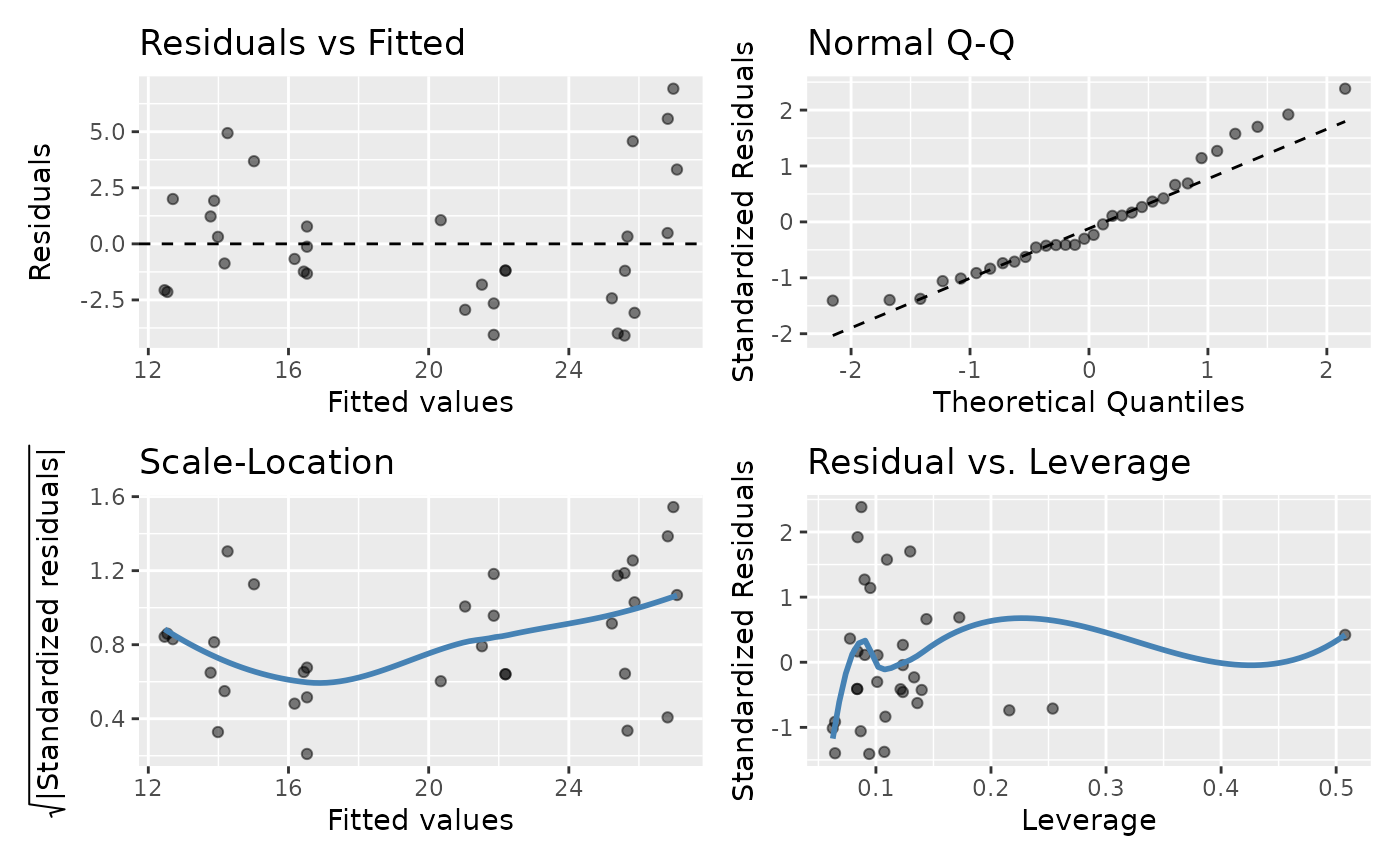 Residuals vs Fitted
Residuals
5.0
2.5
0.0
-2.5
12 16 20 24
Fitted values
Normal Q-Q
Standardized Residuals
2
1
0
-1
-2
-2 -1 0 1 2
Theoretical Quantiles
Scale-Location
√|Standardized residuals|
1.6
1.2
0.8
0.4
12 16 20 24
Fitted values
Residual vs. Leverage
Standardized Residuals
2
1
0
-1
0.1 0.2 0.3 0.4 0.5
Leverage